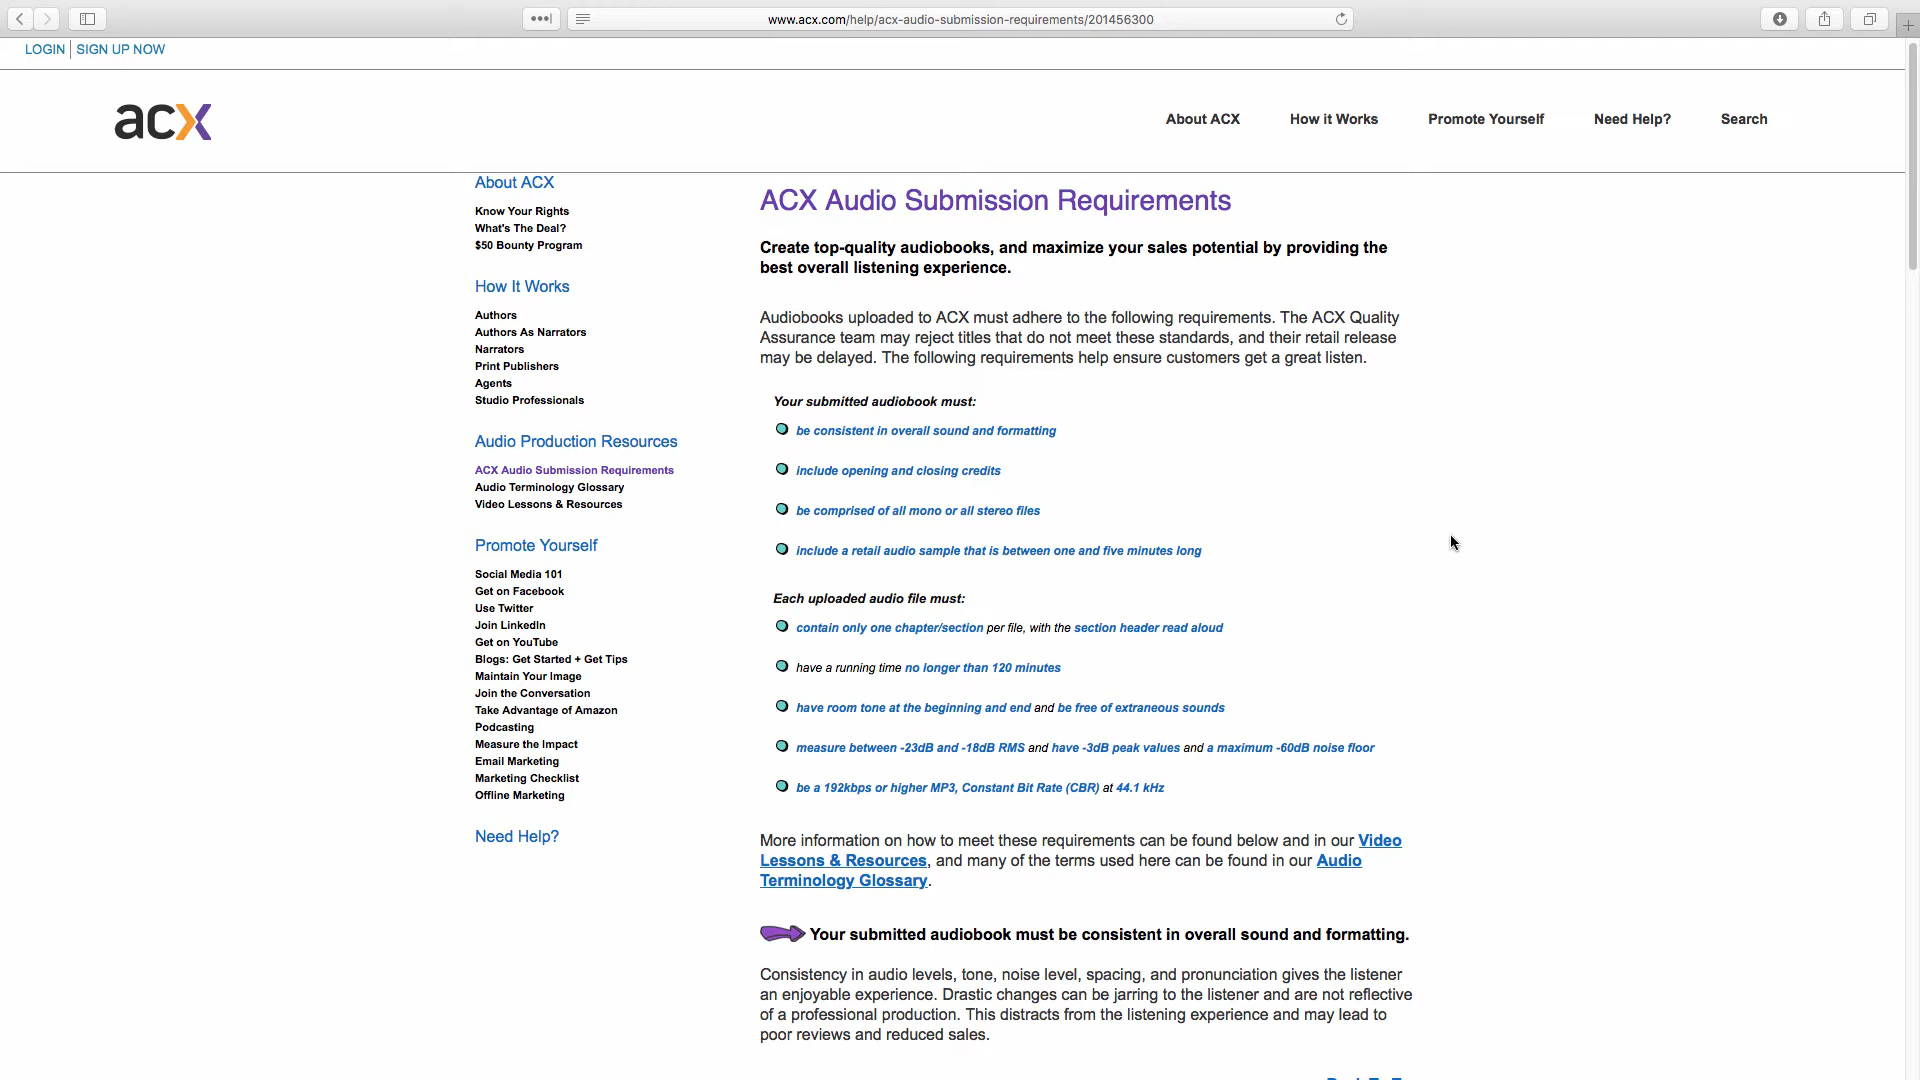 www.acx.com/help/acx-audio-submission-requirements/201456300
LOGIN SIGN UP NOW
acx
About ACX How it Works Promote Yourself Need Help? Search
About ACX
Know Your Rights
What's The Deal?
$50 Bounty Program
How It Works
Authors
Authors As Narrators
Narrators
Print Publishers
Agents
Studio Professionals
Audio Production Resources
ACX Audio Submission Requirements
Audio Terminology Glossary
Video Lessons & Resources
Promote Yourself
Social Media 101
Get on Facebook
Use Twitter
Join LinkedIn
Get on YouTube
Blogs: Get Started + Get Tips
Maintain Your Image
Join the Conversation
Take Advantage of Amazon
Podcasting
Measure the Impact
Email Marketing
Marketing Checklist
Offline Marketing
Need Help?
ACX Audio Submission Requirements
Create top-quality audiobooks, and maximize your sales potential by providing the
best overall listening experience.
Audiobooks uploaded to ACX must adhere to the following requirements. The ACX Quality
Assurance team may reject titles that do not meet these standards, and their retail release
may be delayed. The following requirements help ensure customers get a great listen.
Your submitted audiobook must:
be consistent in overall sound and formatting
include opening and closing credits
be comprised of all mono or all stereo files
include a retail audio sample that is between one and five minutes long
Each uploaded audio file must:
contain only one chapter/section per file, with the section header read aloud
have a running time no longer than 120 minutes
have room tone at the beginning and end and be free of extraneous sounds
measure between -23dB and -18dB RMS and have -3dB peak values and a maximum -60dB noise floor
be a 192kbps or higher MP3, Constant Bit Rate (CBR) at 44.1 kHz
More information on how to meet these requirements can be found below and in our Video
Lessons & Resources, and many of the terms used here can be found in our Audio
Terminology Glossary.
Your submitted audiobook must be consistent in overall sound and formatting.
Consistency in audio levels, tone, noise level, spacing, and pronunciation gives the listener
an enjoyable experience. Drastic changes can be jarring to the listener and are not reflective
of a professional production. This distracts from the listening experience and may lead to
poor reviews and reduced sales.